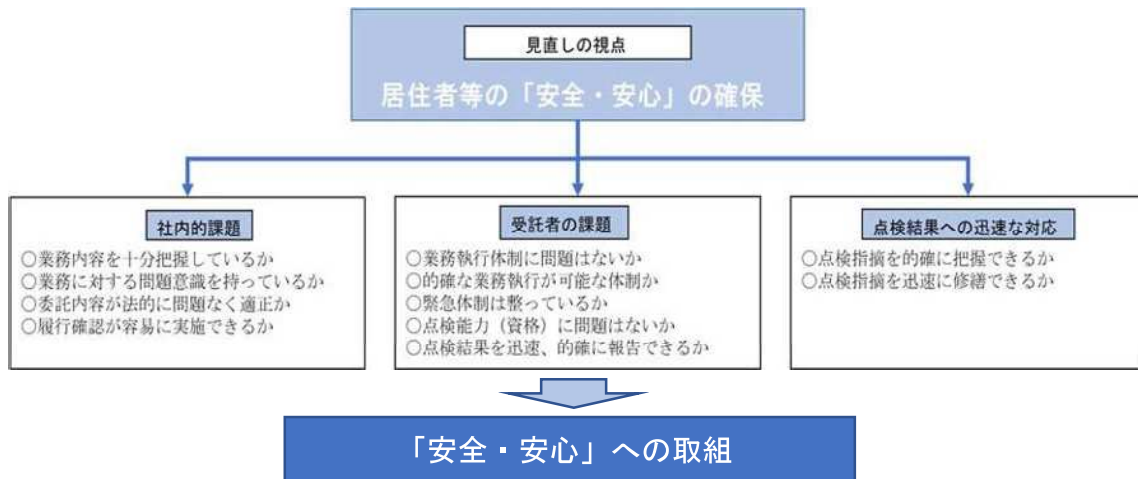 見直しの視点
居住者等の「安全・安心」の確保
社内的課題
○業務内容を十分把握しているか
○業務に対する問題意識を持っているか
○委託内容が法的に問題なく適正か
○履行確認が容易に実施できるか
受託者の課題
○業務執行体制に問題はないか
○的確な業務執行が可能な体制か
○緊急体制は整っているか
○点検能力（資格）に問題はないか
○点検結果を迅速、的確に報告できるか
点検結果への迅速な対応
○点検指摘を的確に把握できるか
○点検指摘を迅速に修繕できるか
「安全・安心」への取組